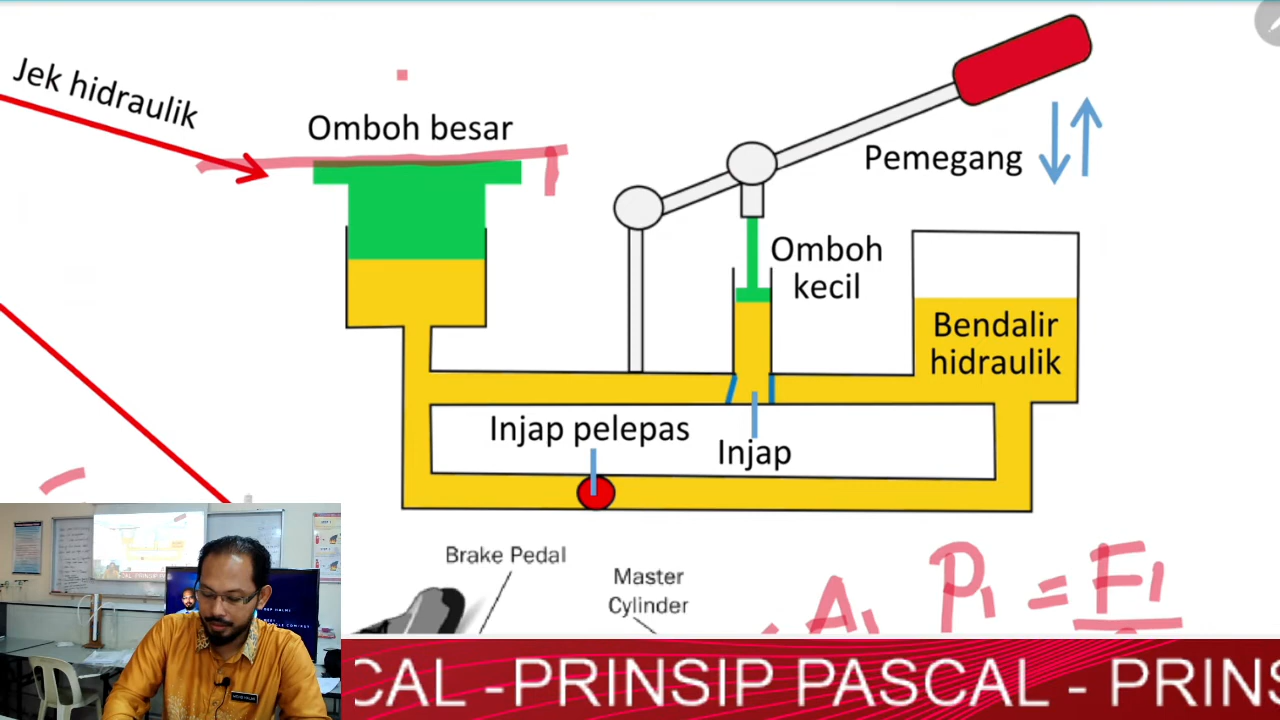 Jek hidraulik
Omboh besar
Pemegang
Omboh
kecil
Bendalir
hidraulik
Injap pelepas
Injap
Brake Pedal
Master
Cylinder
A₁ P₁ = F₁
CAL -PRINSIP PASCAL - PRINS